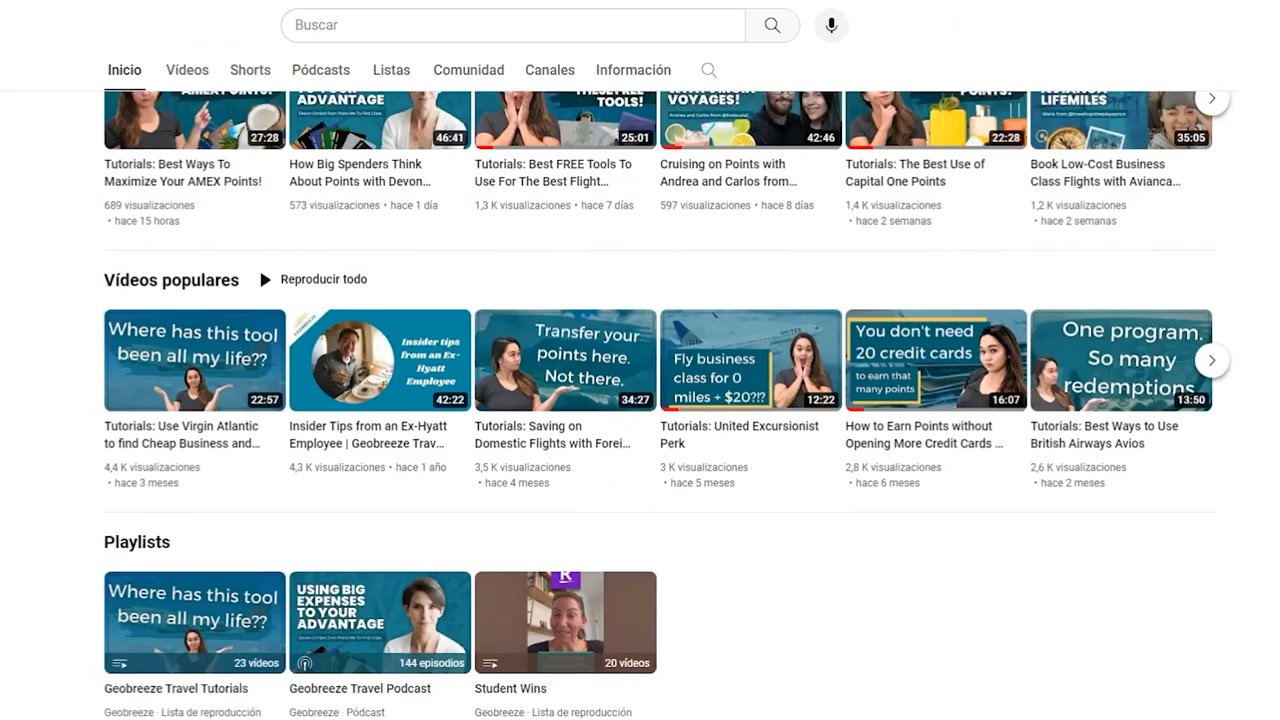 Buscar
Inicio Vídeos Shorts Pódcasts Listas Comunidad Canales Información
AMEX POINTS!
ADVANTAGE
THESE FREE
TOOLS!
VOYAGES!
Andrea and Carlos from
POINTS!
LIFEMILES
27:28
46:41
25:01
42:46
22:28
35:05
Tutorials: Best Ways To
Maximize Your AMEX Points!
689 visualizaciones
• hace 15 horas
How Big Spenders Think
About Points with Devon...
573 visualizaciones • hace 1 día
Tutorials: Best FREE Tools To
Use For The Best Flight...
1,3 K visualizaciones • hace 7 días
Cruising on Points with
Andrea and Carlos from...
597 visualizaciones • hace 8 días
Tutorials: The Best Use of
Capital One Points
1,4 K visualizaciones
• hace 2 semanas
Book Low-Cost Business
Class Flights with Avianca...
1,2 K visualizaciones
• hace 2 semanas
Vídeos populares
Reproducir todo
Where has this tool
been all my life??
22:57
Insider tips
from an Ex-
Hyatt
Employee
42:22
Transfer your
points here.
Not there.
34:27
UNITED
Fly business
class for 0
miles + $20?!?
12:22
You don't need
20 credit cards
to earn that
many points
16:07
One program.
So many
redemptions.
13:50
Tutorials: Use Virgin Atlantic
to find Cheap Business and...
4,4 K visualizaciones
• hace 3 meses
Insider Tips from an Ex-Hyatt
Employee | Geobreeze Trav...
4,3 K visualizaciones • hace 1 año
Tutorials: Saving on
Domestic Flights with Forei...
3,5 K visualizaciones
• hace 4 meses
Tutorials: United Excursionist
Perk
3 K visualizaciones
• hace 5 meses
How to Earn Points without
Opening More Credit Cards ...
2,8 K visualizaciones
• hace 6 meses
Tutorials: Best Ways to Use
British Airways Avios
2,6 K visualizaciones
• hace 2 meses
Playlists
Where has this tool
been all my life??
23 vídeos
USING BIG
EXPENSES
TO YOUR
ADVANTAGE
144 episodios
R
20 vídeos
Geobreeze Travel Tutorials
Geobreeze · Lista de reproducción
Geobreeze Travel Podcast
Geobreeze · Pódcast
Student Wins
Geobreeze · Lista de reproducción